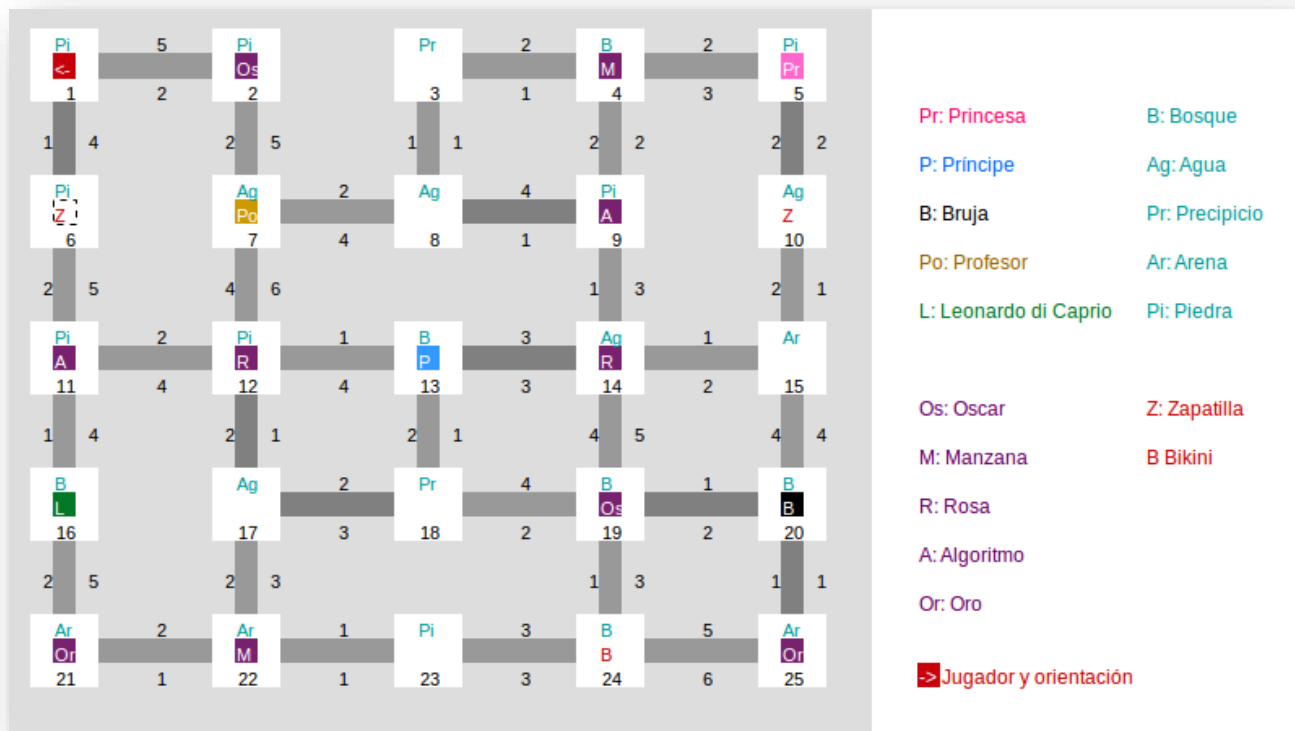 Pi 5 Pi Pr 2 B 2 Pi
<- Os M Pr
1 2 2 3 1 4 3 5
1 4 2 5 1 1 2 2 2 2
Pi Ag 2 Ag 4 Pi Ag
Z Po A Z
6 7 4 8 1 9 10
2 5 4 6 1 3 2 1
Pi 2 Pi 1 B 3 Ag 1 Ar
A R P R
11 4 12 4 13 3 14 2 15
1 4 2 1 2 1 4 5 4 4
B Ag 2 Pr 4 B 1 B
L Os B
16 17 3 18 2 19 2 20
2 5 2 3 1 3 1 1
Ar 2 Ar 1 Pi 3 B 5 Ar
Or M B Or
21 1 22 1 23 3 24 6 25
Pr: Princesa B: Bosque
P: Príncipe Ag: Agua
B: Bruja Pr: Precipicio
Po: Profesor Ar: Arena
L: Leonardo di Caprio Pi: Piedra
Os: Oscar Z: Zapatilla
M: Manzana B Bikini
R: Rosa
A: Algoritmo
Or: Oro
-> Jugador y orientación